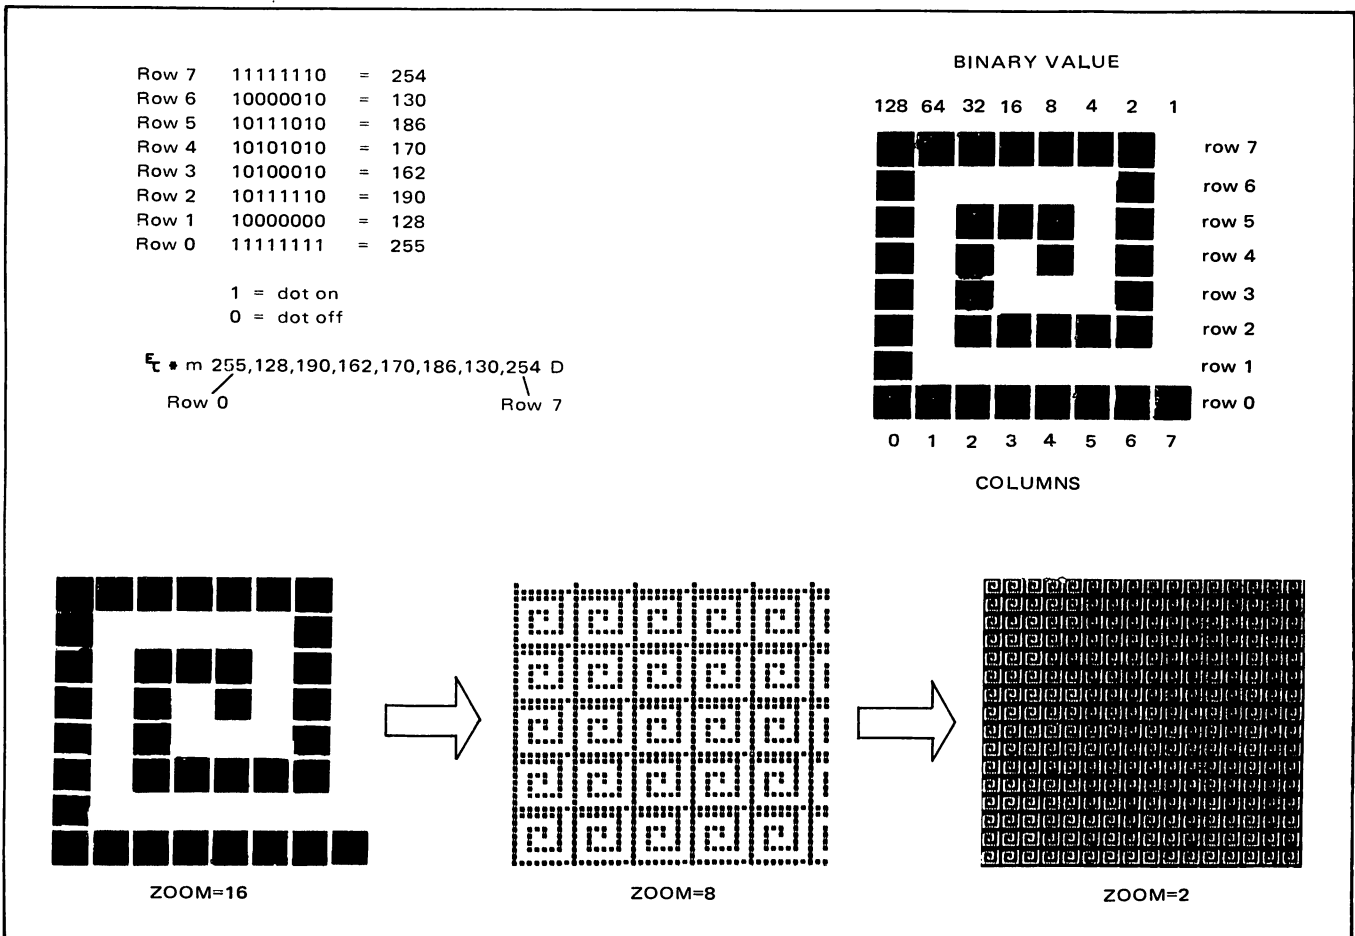 Row 7 11111110 = 254
Row 6 10000010 = 130
Row 5 10111010 = 186
Row 4 10101010 = 170
Row 3 10100010 = 162
Row 2 10111110 = 190
Row 1 10000000 = 128
Row 0 11111111 = 255
1 = dot on
0 = dot off
Ec * m 255,128,190,162,170,186,130,254 D
Row 0 Row 7
BINARY VALUE
128 64 32 16 8 4 2 1
row 7
row 6
row 5
row 4
row 3
row 2
row 1
row 0
0 1 2 3 4 5 6 7
COLUMNS
ZOOM=16
ZOOM=8
ZOOM=2